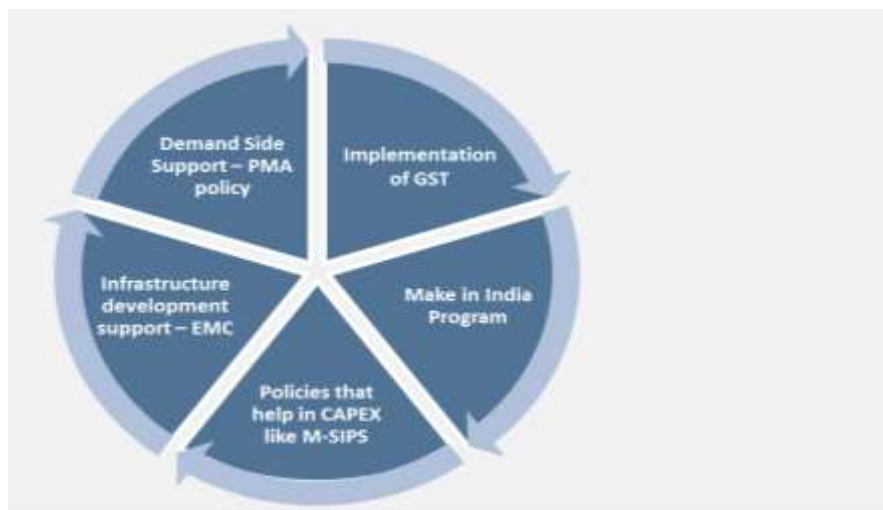 Implementation
of GST
Make in India
Program
Policies that
help in CAPEX
like M-SIPS
Infrastructure
development
support – EMC
Demand Side
Support – PMA
policy